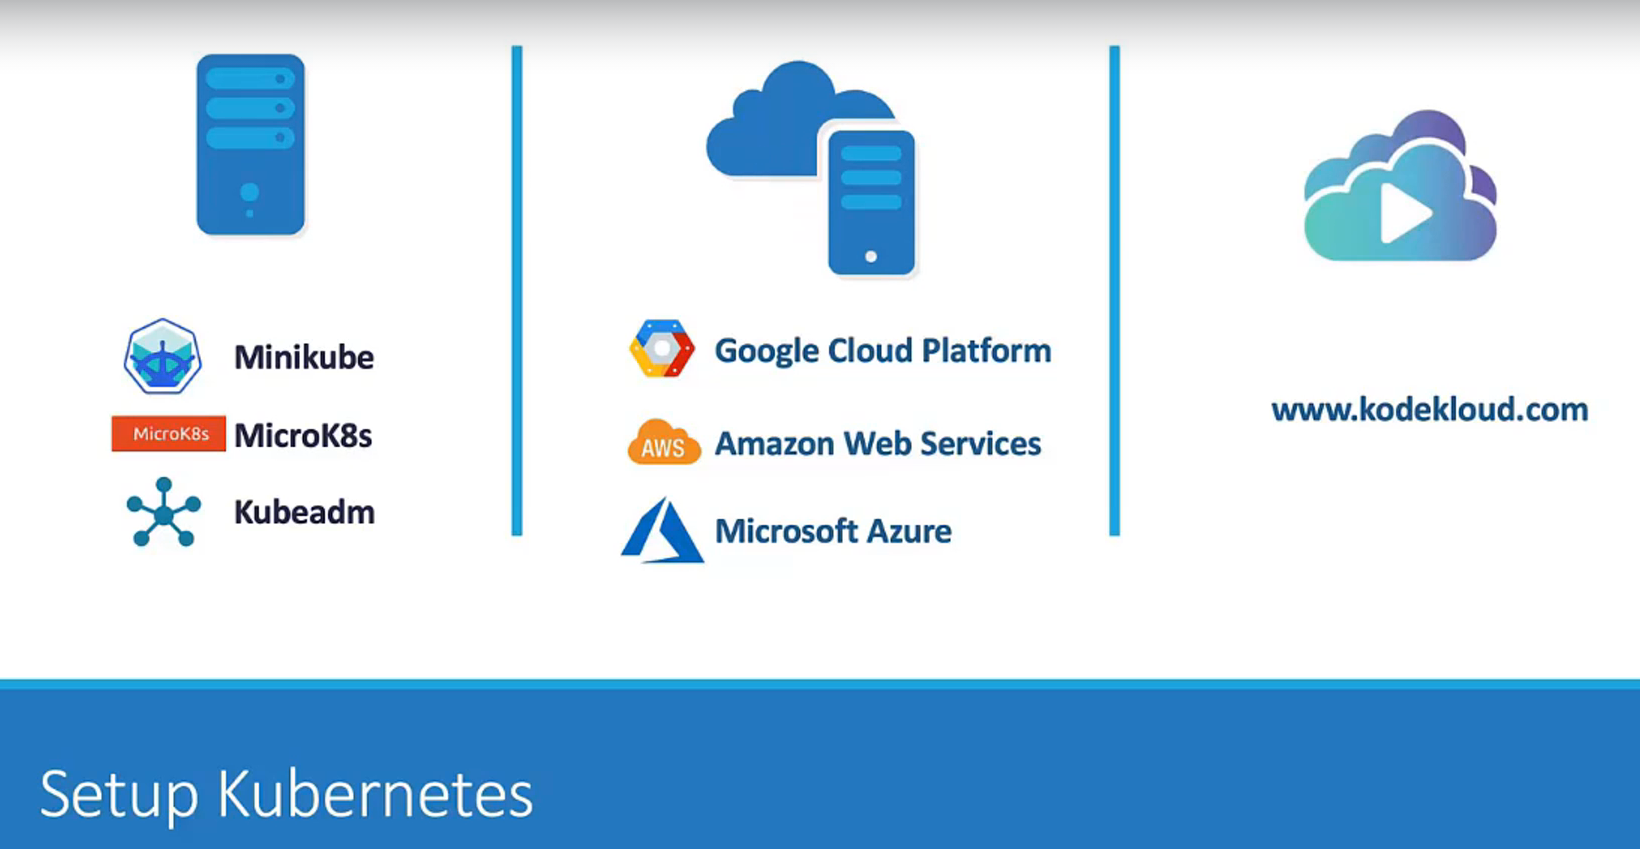 Minikube
MicroK8s MicroK8s
Kubeadm
Google Cloud Platform
AWS Amazon Web Services
Microsoft Azure
www.kodekloud.com
Setup Kubernetes